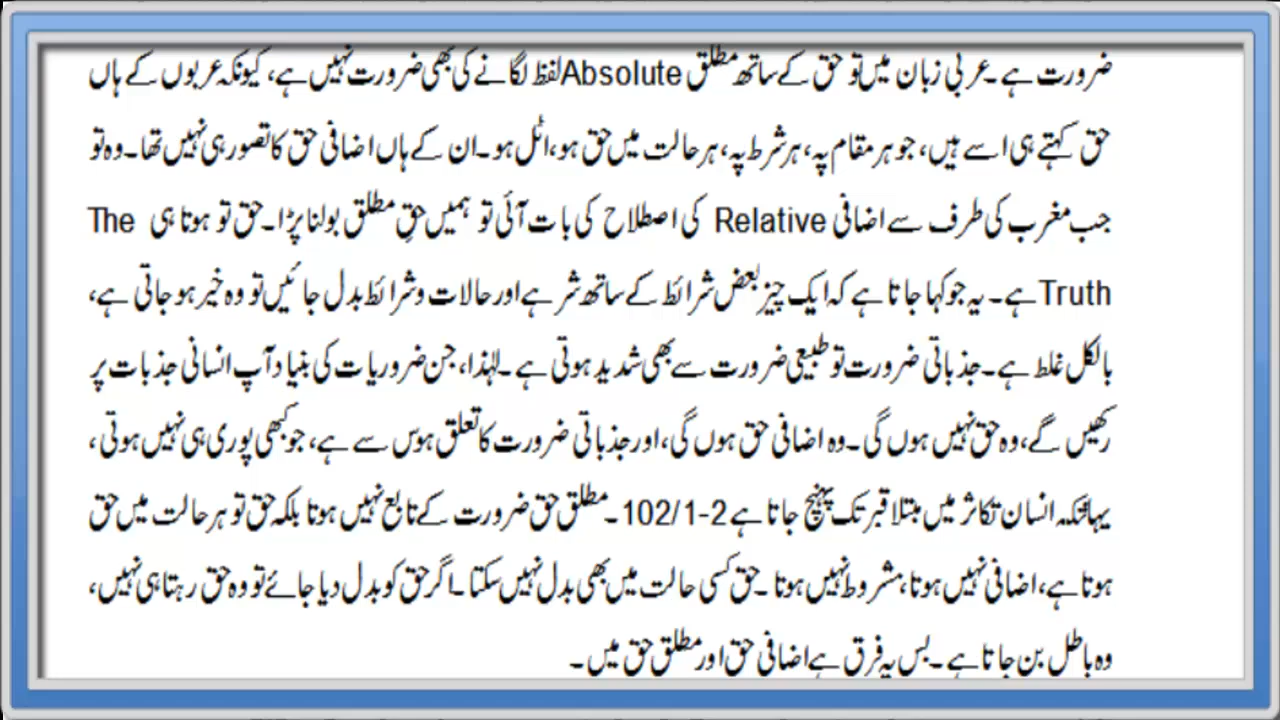 ضرورت ہے۔ عربی زبان میں تو حق کے ساتھ مطلق Absolute لفظ لگانے کی بھی ضرورت نہیں ہے، کیونکہ عربوں کے ہاں
حق کہتے ہی اسے ہیں، جو ہر مقام پہ، ہر شرط پہ، ہر حالت میں حق ہو، اٹل ہو۔ ان کے ہاں اضافی حق کا تصور ہی نہیں تھا۔ وہ تو
جب مغرب کی طرف سے اضافی Relative کی اصطلاح کی بات آئی تو ہمیں حقِ مطلق بولنا پڑا۔ حق تو ہوتا ہی The
Truth ہے۔ یہ جو کہا جاتا ہے کہ ایک چیز بعض شرائط کے ساتھ شر ہے اور حالات و شرائط بدل جائیں تو وہ خیر ہو جاتی ہے،
بالکل غلط ہے۔ جذباتی ضرورت تو طبیعی ضرورت سے بھی شدید ہوتی ہے۔ لہٰذا، جن ضروریات کی بنیاد آپ انسانی جذبات پر
رکھیں گے، وہ حق نہیں ہوں گی۔ وہ اضافی حق ہوں گی، اور جذباتی ضرورت کا تعلق ہوس سے ہے، جو کبھی پوری ہی نہیں ہوتی،
یہانتکہ انسان تکاثر میں مبتلا قبر تک پہنچ جاتا ہے 102/1-2۔ مطلق حق ضرورت کے تابع نہیں ہوتا بلکہ حق تو ہر حالت میں حق
ہوتا ہے، اضافی نہیں ہوتا، مشروط نہیں ہوتا۔ حق کسی حالت میں بھی بدل نہیں سکتا۔ اگر حق کو بدل دیا جائے تو وہ حق رہتا ہی نہیں،
وہ باطل بن جاتا ہے۔ بس یہ فرق ہے اضافی حق اور مطلق حق میں۔